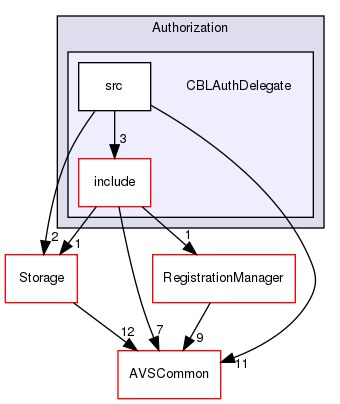 Authorization
src
CBLAuthDelegate
3
include
2
1
1
Storage
RegistrationManager
12
7
9
11
AVSCommon